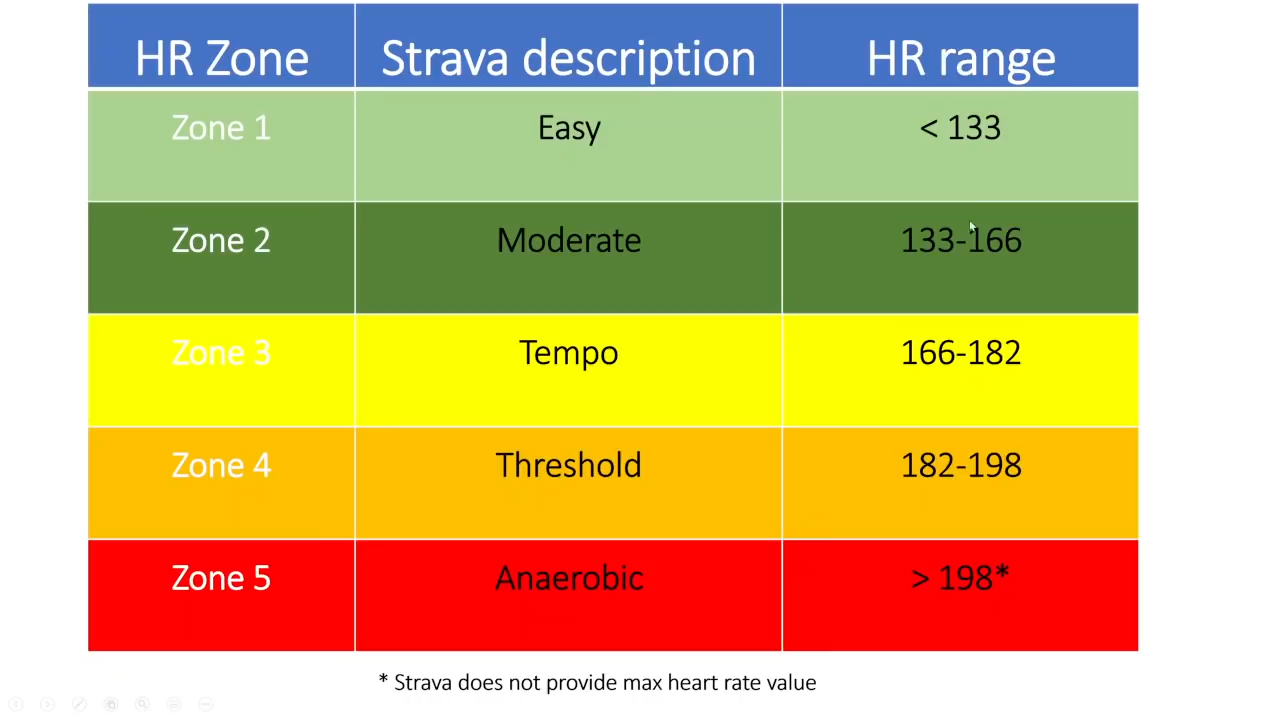 HR Zone Strava description HR range
Zone 1 Easy < 133
Zone 2 Moderate 133-166
Zone 3 Tempo 166-182
Zone 4 Threshold 182-198
Zone 5 Anaerobic > 198*
* Strava does not provide max heart rate value